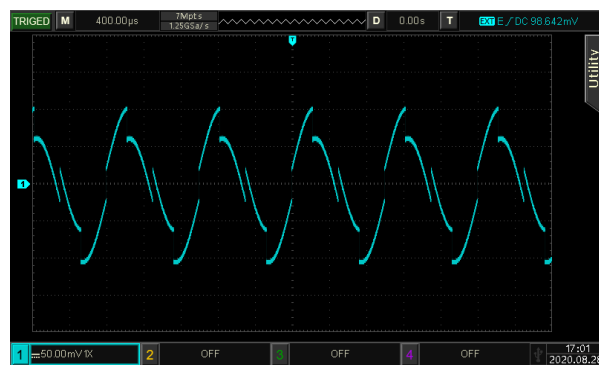 TRIGED M 400.00μs 7Mpts D 0.00s T EXT E DC 98.642mV
1.25GSa/s
T
Utility
1
1 50.00mV 1X 2 OFF 3 OFF 4 OFF 17:01
2020.08.28